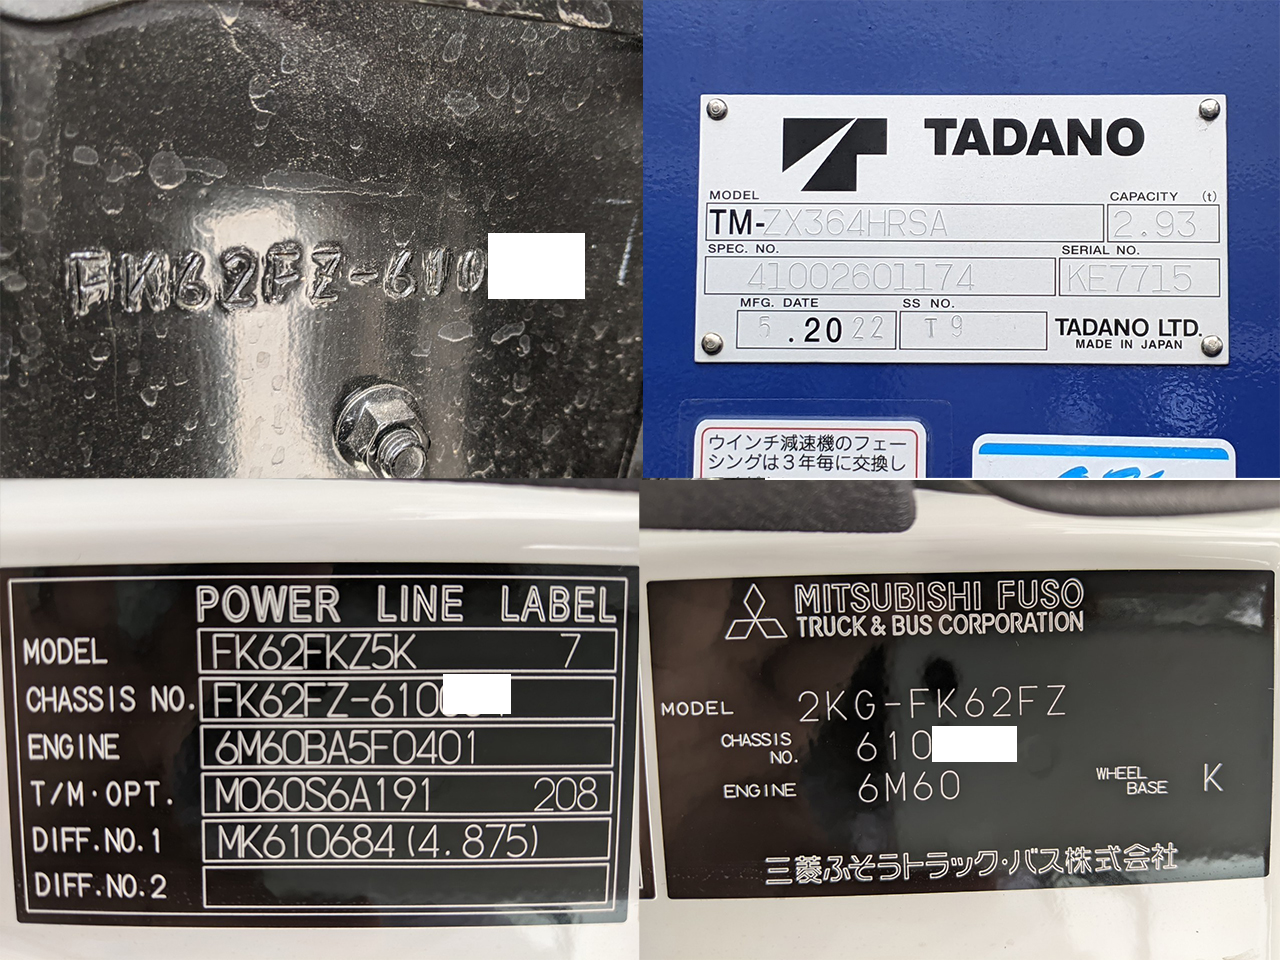 FK62FZ-610
TADANO
MODEL
CAPACITY (t)
TM-ZX364HRSA
2.93
SPEC. NO.
SERIAL NO.
41002601174
KE7715
MFG. DATE
SS NO.
5 .2022
T9
TADANO LTD.
MADE IN JAPAN
ウインチ減速機のフェー
シングは3年毎に交換し
POWER LINE LABEL
MODEL FK62FKZ5K 7
CHASSIS NO. FK62FZ-610
ENGINE 6M60BA5F0401
T/M·OPT. M060S6A191 208
DIFF.NO.1 MK610684(4.875)
DIFF.NO.2
MITSUBISHI FUSO
TRUCK & BUS CORPORATION
MODEL 2KG-FK62FZ
CHASSIS NO. 610
ENGINE 6M60
WHEEL BASE K
三菱ふそうトラック・バス株式会社